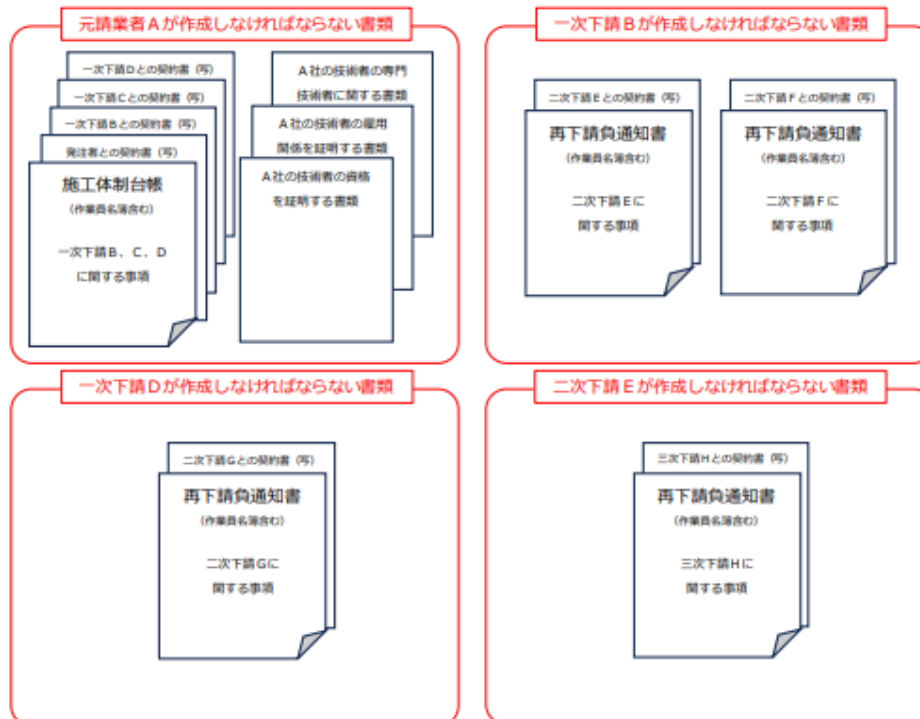 元請業者Aが作成しなければならない書類
一次下請Dとの契約書（写）
一次下請Cとの契約書（写）
一次下請Bとの契約書（写）
発注者との契約書（写）
施工体制台帳
（作業員名簿含む）
一次下請B、C、D
に関する事項
A社の技術者の専門
技術者に関する書類
A社の技術者の雇用
関係を証明する書類
A社の技術者の資格
を証明する書類
一次下請Bが作成しなければならない書類
二次下請Eとの契約書（写）
再下請負通知書
（作業員名簿含む）
二次下請Eに
関する事項
二次下請Fとの契約書（写）
再下請負通知書
（作業員名簿含む）
二次下請Fに
関する事項
一次下請Dが作成しなければならない書類
二次下請Gとの契約書（写）
再下請負通知書
（作業員名簿含む）
二次下請Gに
関する事項
二次下請Eが作成しなければならない書類
三次下請Hとの契約書（写）
再下請負通知書
（作業員名簿含む）
三次下請Hに
関する事項